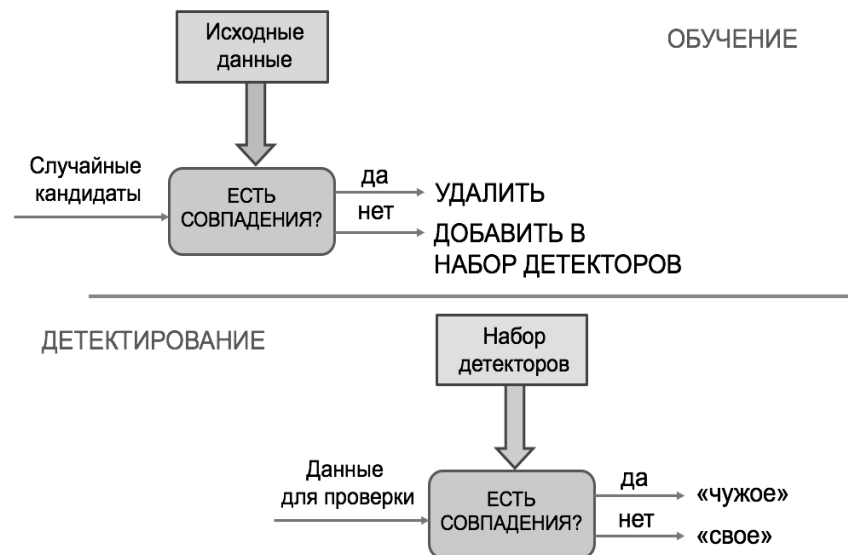 Исходные
данные
ОБУЧЕНИЕ
Случайные
кандидаты
ЕСТЬ
СОВПАДЕНИЯ?
да
УДАЛИТЬ
нет
ДОБАВИТЬ В
НАБОР ДЕТЕКТОРОВ
ДЕТЕКТИРОВАНИЕ
Набор
детекторов
Данные
для проверки
ЕСТЬ
СОВПАДЕНИЯ?
да
«чужое»
нет
«свое»